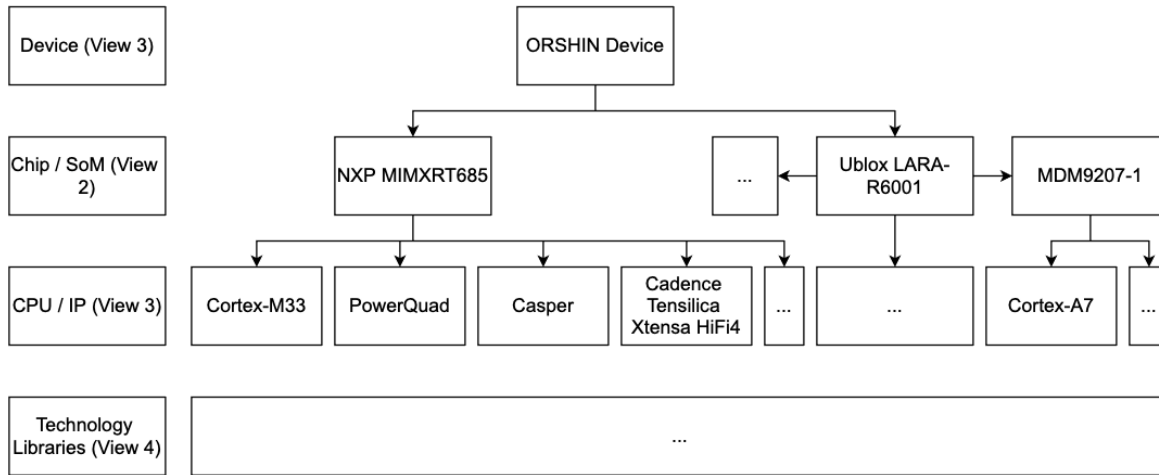 Device (View 3)
ORSHIN Device
Chip / SoM (View
2)
NXP MIMXRT685
...
Ublox LARA-
R6001
MDM9207-1
CPU / IP (View 3)
Cortex-M33
PowerQuad
Casper
Cadence
Tensilica
Xtensa HiFi4
...
...
Cortex-A7
...
Technology
Libraries (View 4)
...